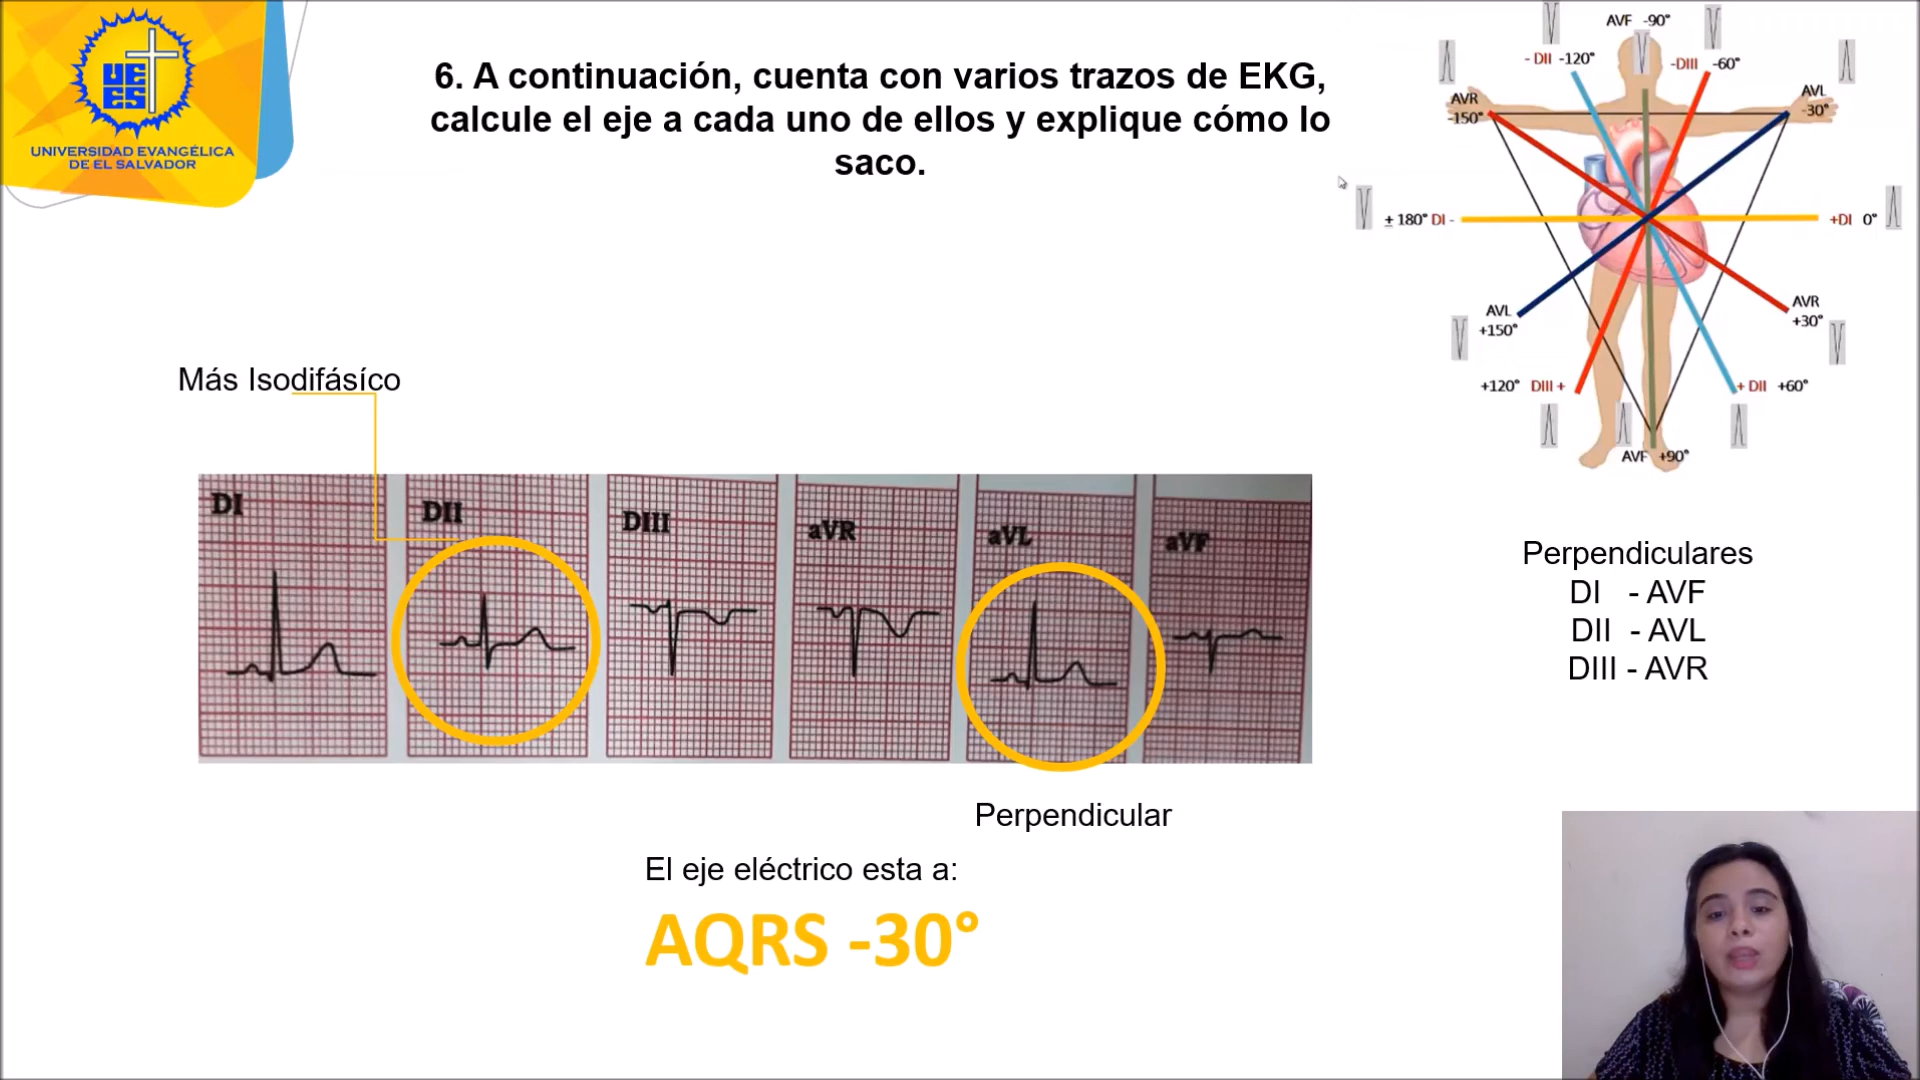 UE
ES
UNIVERSIDAD EVANGÉLICA
DE EL SALVADOR
6. A continuación, cuenta con varios trazos de EKG,
calcule el eje a cada uno de ellos y explique cómo lo
saco.
AVF -90°
- DII -120°
-DIII -60°
AVR
-150°
AVL
-30°
± 180° DI -
+DI 0°
AVL
+150°
AVR
+30°
+120° DIII +
+ DII +60°
AVF +90°
Más Isodifásíco
DI
DII
DIII
aVR
aVL
aVF
Perpendiculares
DI - AVF
DII - AVL
DIII - AVR
Perpendicular
El eje eléctrico esta a:
AQRS -30°